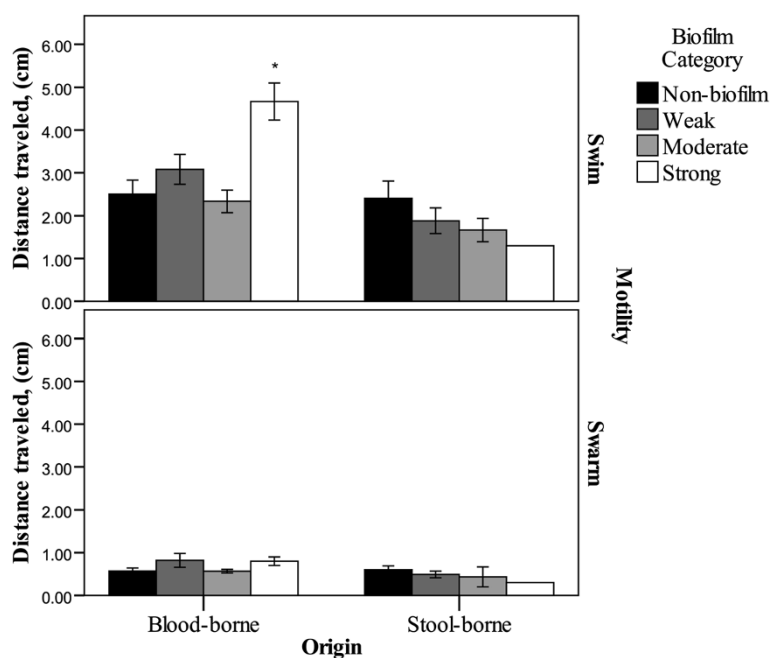 Biofilm
Category
Non-biofilm
Weak
Moderate
Strong
Distance traveled, (cm)
6.00
5.00
4.00
3.00
2.00
1.00
0.00
*
Swim
Motility
Distance traveled, (cm)
6.00
5.00
4.00
3.00
2.00
1.00
0.00
Swarm
Blood-borne
Stool-borne
Origin